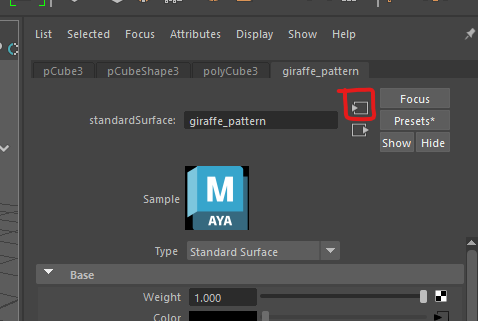 List Selected Focus Attributes Display Show Help
pCube3 pCubeShape3 polyCube3 giraffe_pattern
Focus
standardSurface: giraffe_pattern Presets*
Show Hide
Sample M AYA
Type Standard Surface
Base
Weight 1.000
Color